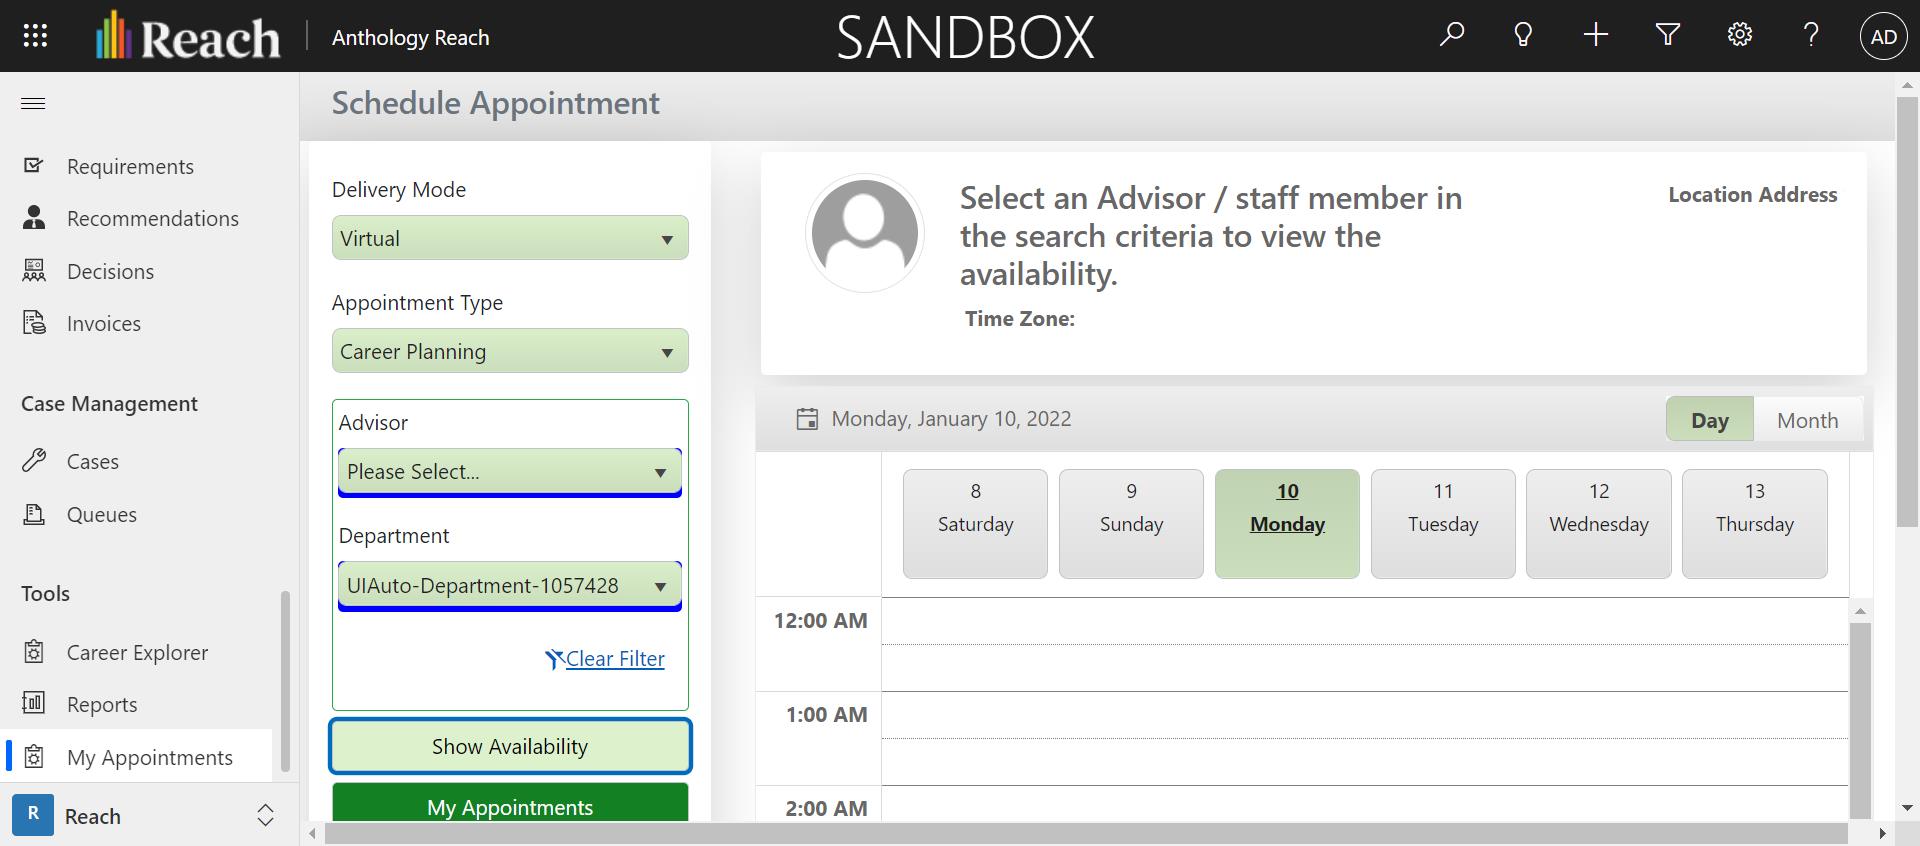 Reach
Anthology Reach
SANDBOX
AD
Requirements
Recommendations
Decisions
Invoices
Case Management
Cases
Queues
Tools
Career Explorer
Reports
My Appointments
R
Reach
Schedule Appointment
Delivery Mode
Virtual
Appointment Type
Career Planning
Advisor
Please Select...
Department
UIAuto-Department-1057428
Clear Filter
Show Availability
My Appointments
Select an Advisor / staff member in
the search criteria to view the
availability.
Time Zone:
Location Address
Monday, January 10, 2022
Day
Month
8
Saturday
9
Sunday
10
Monday
11
Tuesday
12
Wednesday
13
Thursday
12:00 AM
1:00 AM
2:00 AM